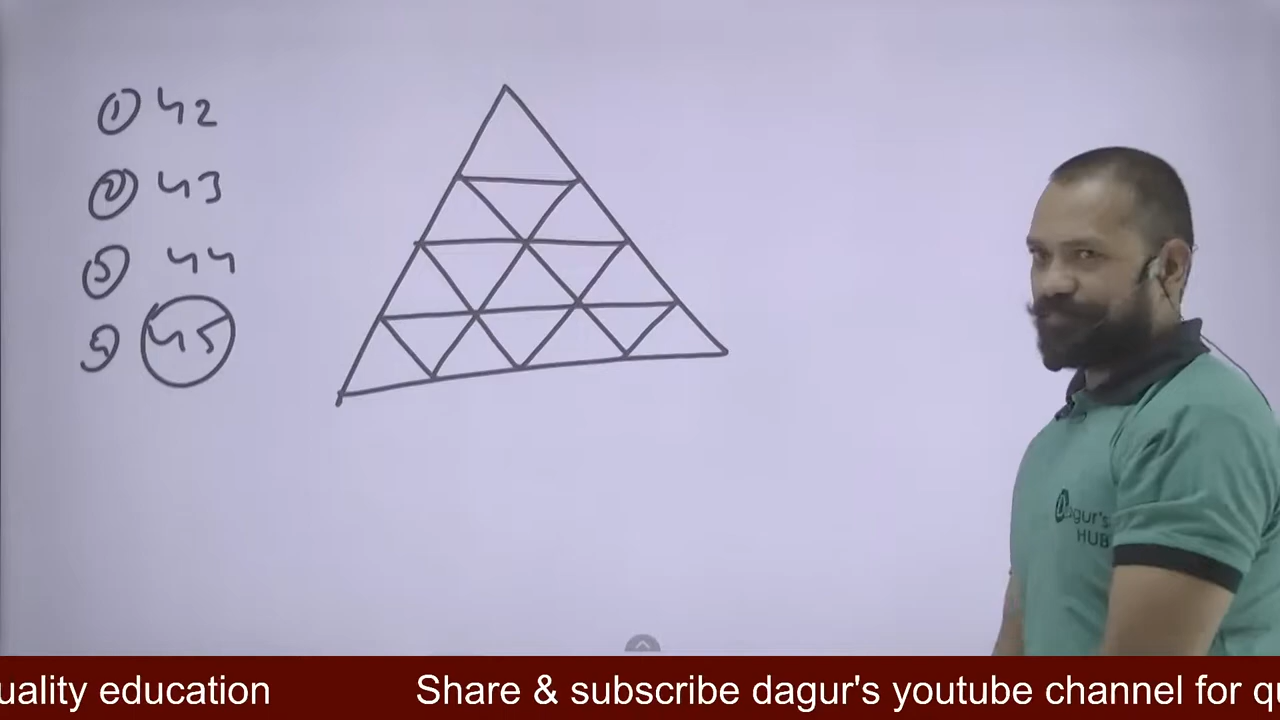 ① 42
② 43
③ 44
④ 45
Dagur's
HUB
uality education Share & subscribe dagur's youtube channel for qu